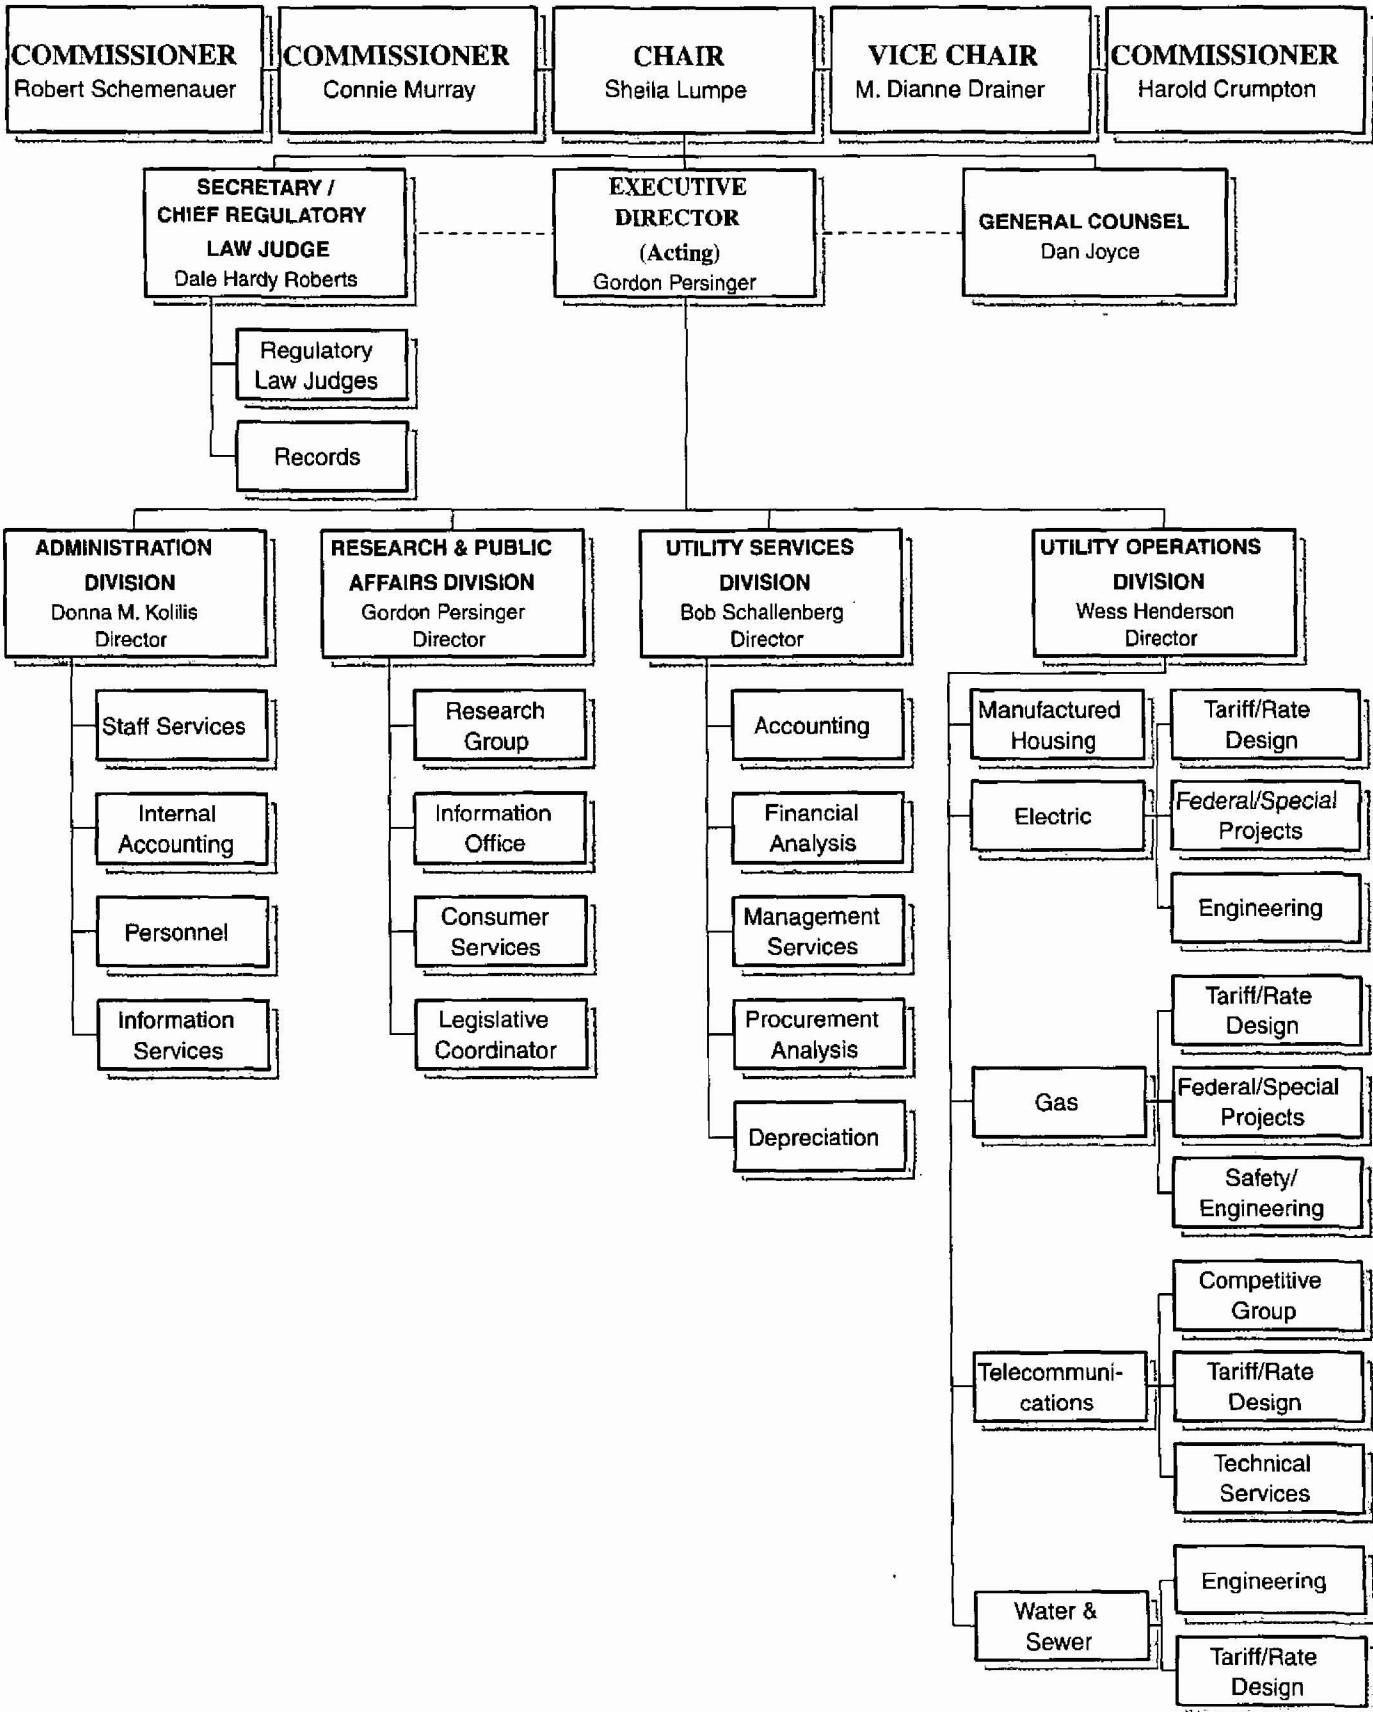 COMMISSIONER
Robert Schemenauer
COMMISSIONER
Connie Murray
CHAIR
Sheila Lumpe
VICE CHAIR
M. Dianne Drainer
COMMISSIONER
Harold Crumpton
SECRETARY /
CHIEF REGULATORY
LAW JUDGE
Dale Hardy Roberts
EXECUTIVE
DIRECTOR
(Acting)
Gordon Persinger
GENERAL COUNSEL
Dan Joyce
Regulatory
Law Judges
Records
ADMINISTRATION
DIVISION
Donna M. Kolilis
Director
RESEARCH & PUBLIC
AFFAIRS DIVISION
Gordon Persinger
Director
UTILITY SERVICES
DIVISION
Bob Schallenberg
Director
UTILITY OPERATIONS
DIVISION
Wess Henderson
Director
Staff Services
Internal
Accounting
Personnel
Information
Services
Research
Group
Information
Office
Consumer
Services
Legislative
Coordinator
Accounting
Financial
Analysis
Management
Services
Procurement
Analysis
Depreciation
Manufactured
Housing
Electric
Tariff/Rate
Design
Federal/Special
Projects
Engineering
Gas
Tariff/Rate
Design
Federal/Special
Projects
Safety/
Engineering
Telecommuni-
cations
Competitive
Group
Tariff/Rate
Design
Technical
Services
Water &
Sewer
Engineering
Tariff/Rate
Design